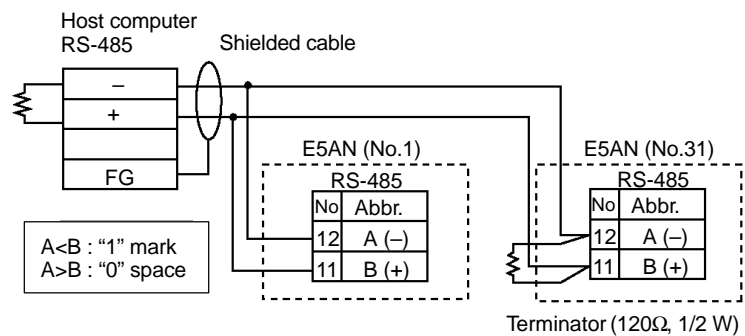 Host computer
RS-485
Shielded cable
–
+
FG
E5AN (No.1)
RS-485
No Abbr.
12 A (–)
11 B (+)
E5AN (No.31)
RS-485
No Abbr.
12 A (–)
11 B (+)
A<B : “1” mark
A>B : “0” space
Terminator (120Ω, 1/2 W)